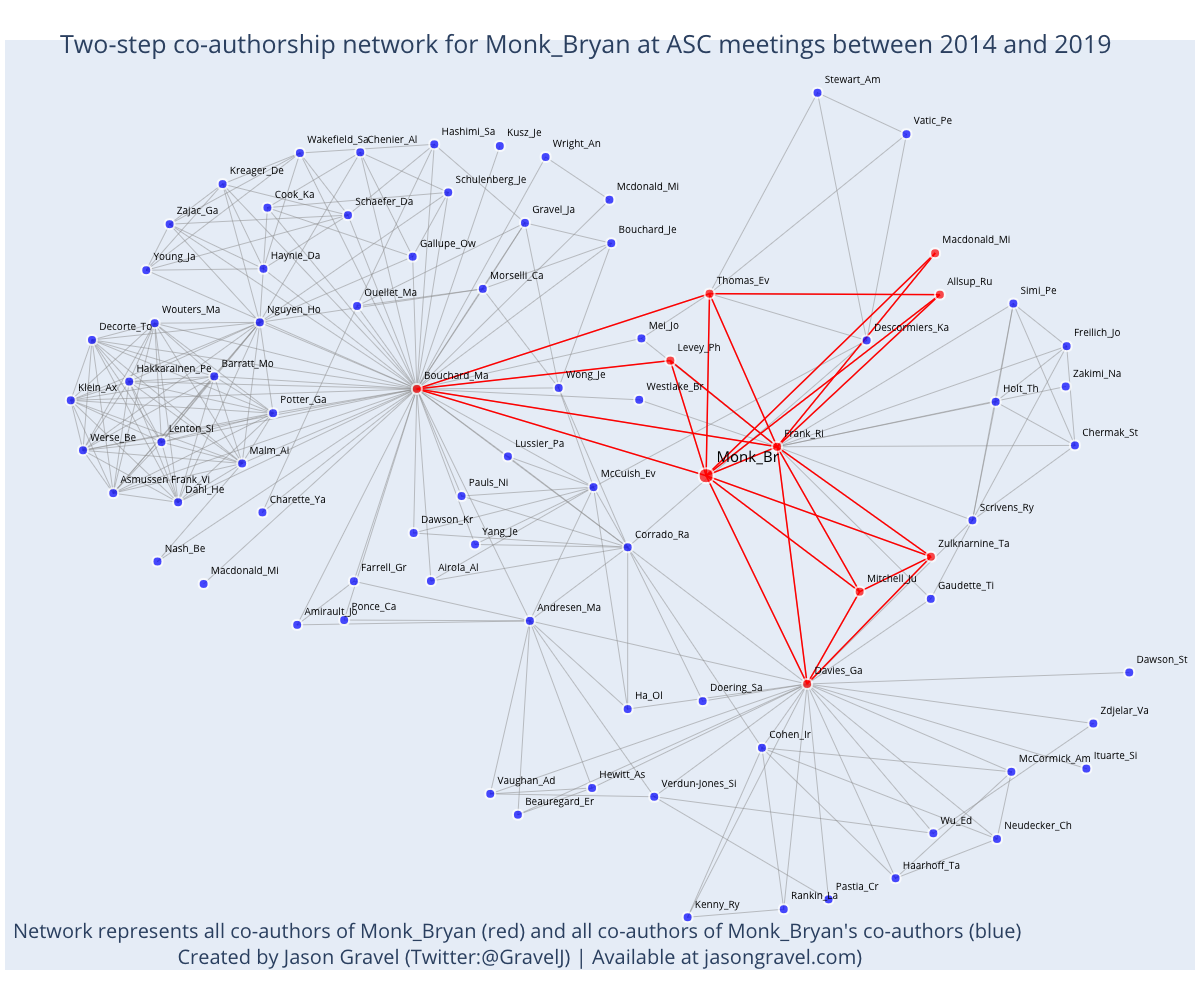 Two-step co-authorship network for Monk_Bryan at ASC meetings between 2014 and 2019
Stewart_Am
Vatic_Pe
Hashimi_Sa
Kusz_Je
Wakefield_Sa
Chenier_Al
Wright_An
Kreager_De
Schulenberg_Je
Mcdonald_Mi
Cook_Ka
Schaefer_Da
Zajac_Ga
Gravel_Ja
Bouchard_Je
Gallupe_Ow
Macdonald_Mi
Young_Ja
Haynie_Da
Morselli_Ca
Thomas_Ev
Allsup_Ru
Simi_Pe
Ouellet_Ma
Wouters_Ma
Nguyen_Ho
Decorte_To
Mei_Jo
Descormiers_Ka
Freilich_Jo
Levey_Ph
Hakkarainen_Pe
Barratt_Mo
Bouchard_Ma
Wong_Je
Zakimi_Na
Klein_Ax
Westlake_Br
Holt_Th
Potter_Ga
Lenton_Si
Frank_Ri
Chermak_St
Werse_Be
Lussier_Pa
Malm_Ai
Monk_Br
McCuish_Ev
Asmussen Frank_Vi
Dahl_He
Pauls_Ni
Charette_Ya
Scrivens_Ry
Dawson_Kr
Yang_Je
Corrado_Ra
Nash_Be
Zulknarnine_Ta
Macdonald_Mi
Farrell_Gr
Airola_Al
Mitchell_Ju
Gaudette_Ti
Amirault_Jo
Ponce_Ca
Andresen_Ma
Dawson_St
Davies_Ga
Doering_Sa
Ha_Ol
Zdjelar_Va
Cohen_Ir
McCormick_Am
Ituarte_Si
Vaughan_Ad
Hewitt_As
Verdun-Jones_Si
Beauregard_Er
Wu_Ed
Neudecker_Ch
Haarhoff_Ta
Pastia_Cr
Rankin_La
Kenny_Ry
Network represents all co-authors of Monk_Bryan (red) and all co-authors of Monk_Bryan's co-authors (blue)
Created by Jason Gravel (Twitter:@GravelJ) | Available at jasongravel.com)